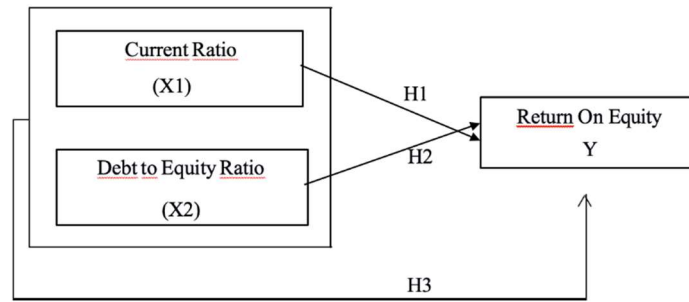 Current Ratio
(X1)
H1
Return On Equity
Y
Debt to Equity Ratio
(X2)
H2
H3